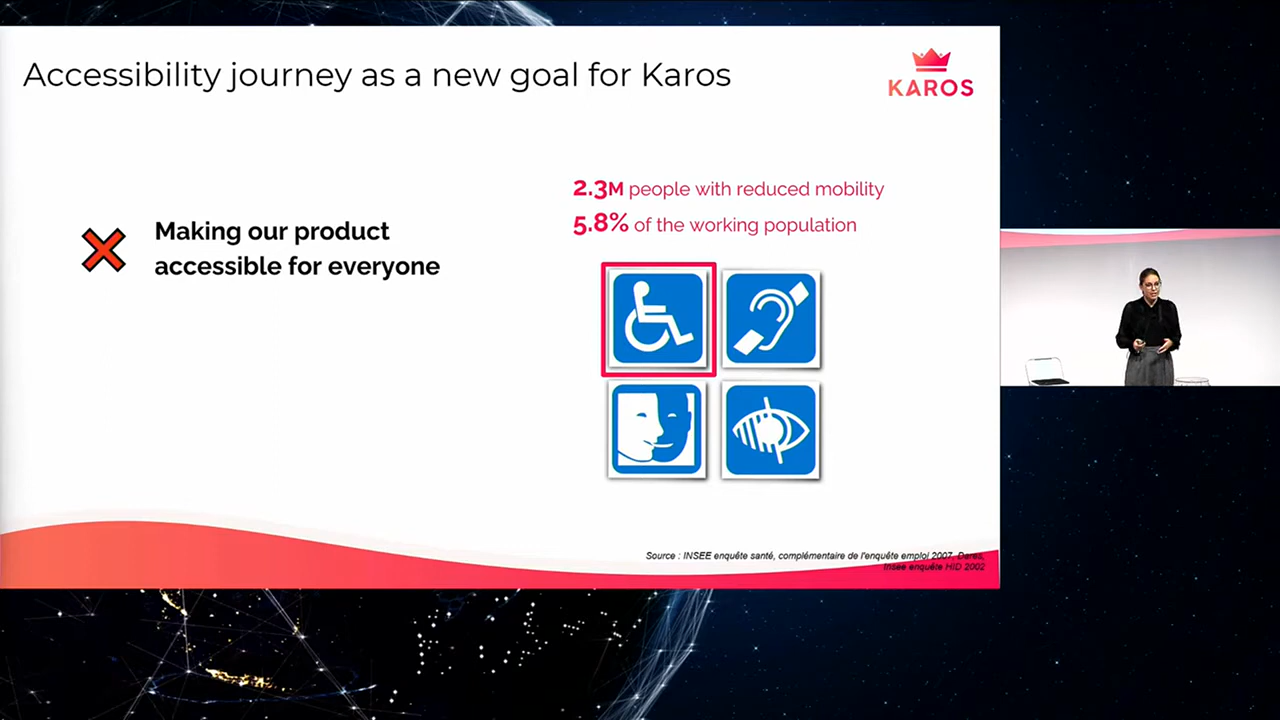 Accessibility journey as a new goal for Karos
KAROS
2.3M people with reduced mobility
5.8% of the working population
Making our product
accessible for everyone
Source : INSEE enquête santé, complémentaire de l'enquête emploi 2007, Dares,
Insee enquête HID 2002